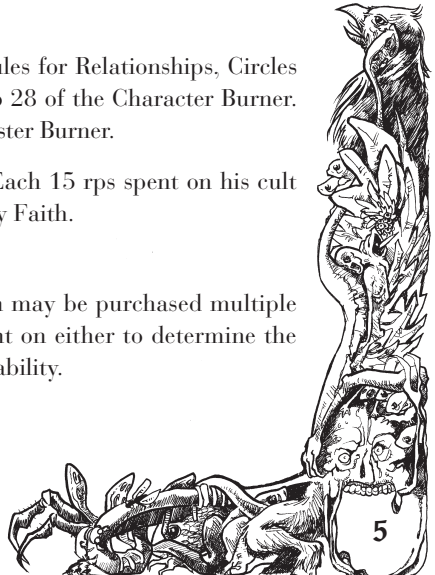 ules for Relationships, Circles
28 of the Character Burner.
ster Burner.
Each 15 rps spent on his cult
y Faith.
may be purchased multiple
nt on either to determine the
ability.
5